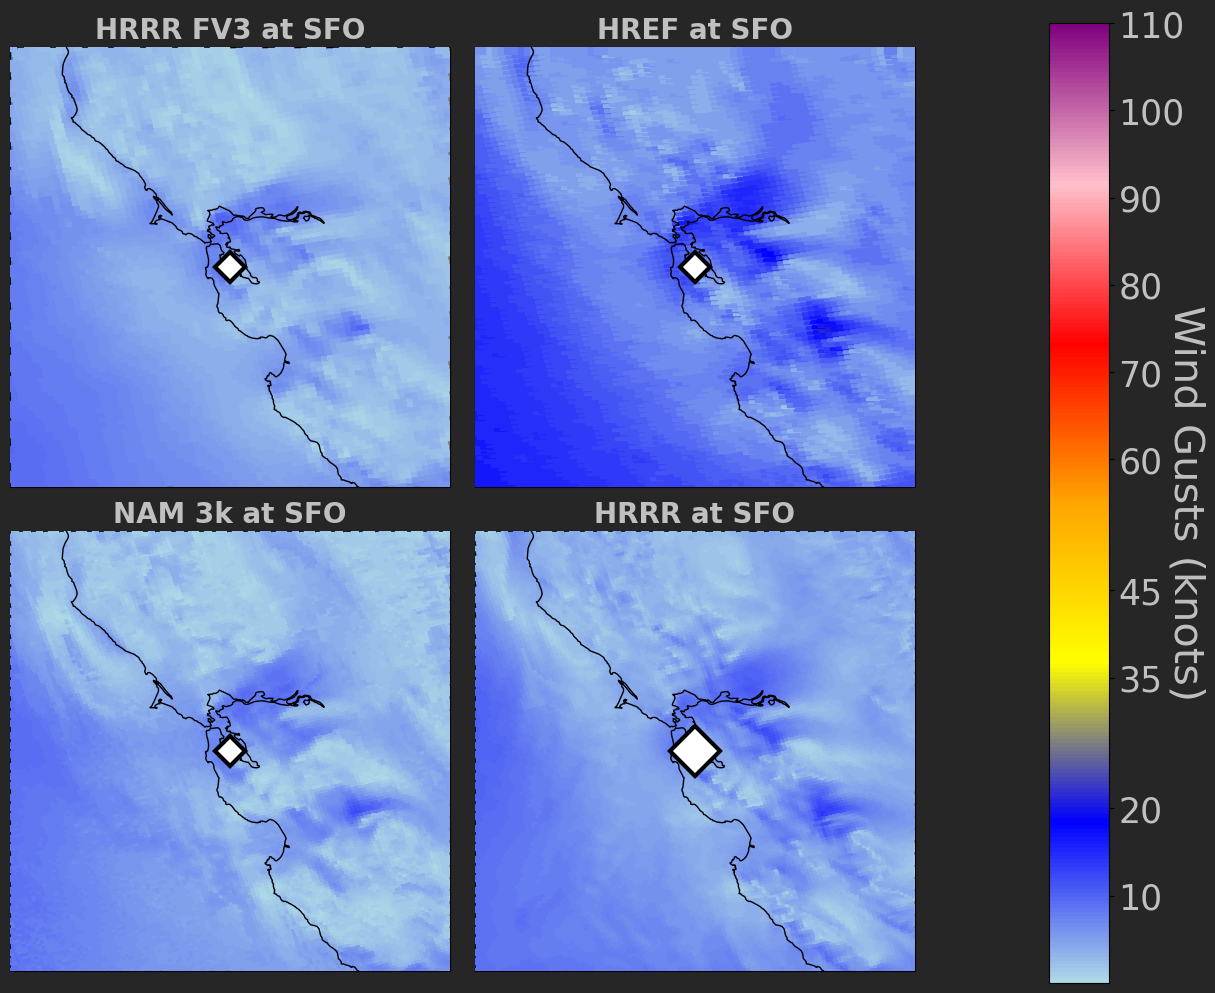 HRRR FV3 at SFO
HREF at SFO
NAM 3k at SFO
HRRR at SFO
110
100
90
80
70
60
45
35
20
10
Wind Gusts (knots)